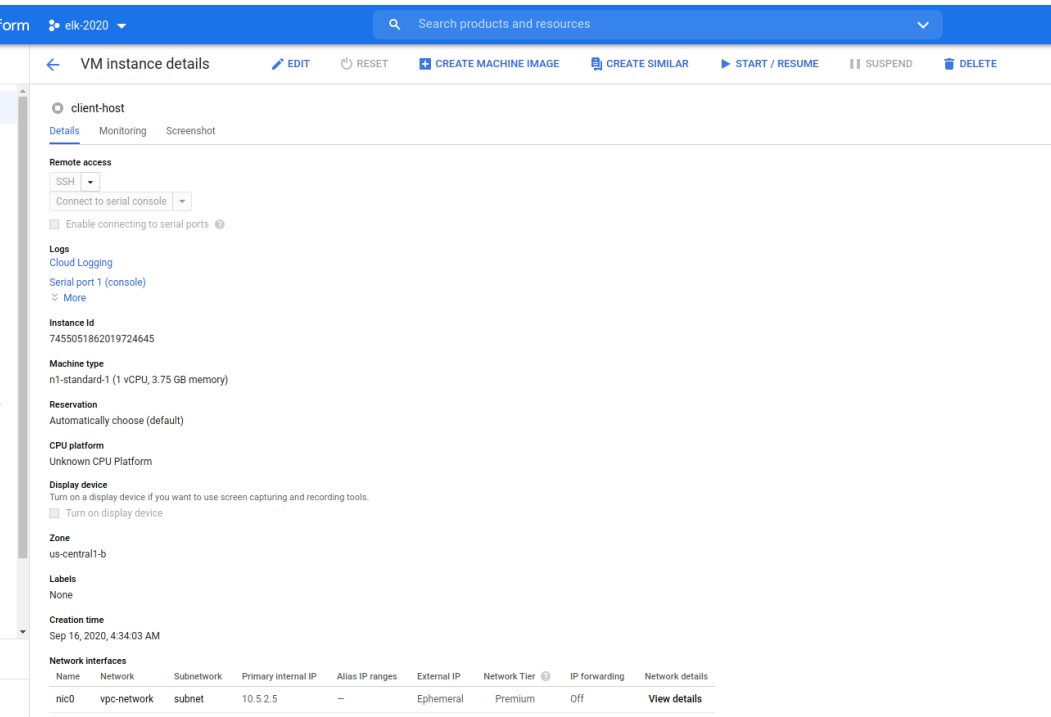 form elk-2020 Search products and resources
VM instance details EDIT RESET CREATE MACHINE IMAGE CREATE SIMILAR START / RESUME SUSPEND DELETE
client-host
Details Monitoring Screenshot
Remote access
SSH
Connect to serial console
Enable connecting to serial ports ?
Logs
Cloud Logging
Serial port 1 (console)
More
Instance Id
7455051862019724645
Machine type
n1-standard-1 (1 vCPU, 3.75 GB memory)
Reservation
Automatically choose (default)
CPU platform
Unknown CPU Platform
Display device
Turn on a display device if you want to use screen capturing and recording tools.
Turn on display device
Zone
us-central1-b
Labels
None
Creation time
Sep 16, 2020, 4:34:03 AM
Network interfaces
Name Network Subnetwork Primary internal IP Alias IP ranges External IP Network Tier ? IP forwarding Network details
nic0 vpc-network subnet 10.5.2.5 — Ephemeral Premium Off View details